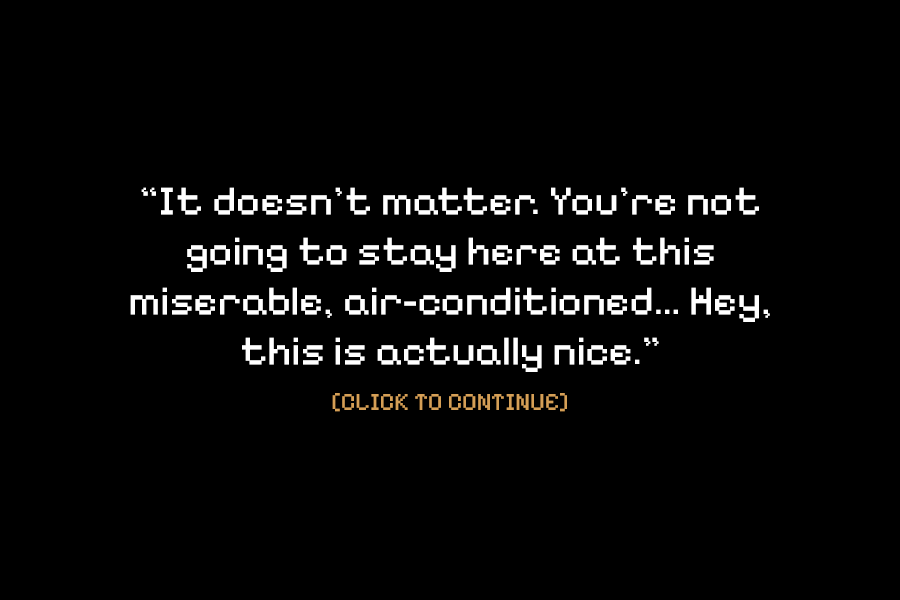 “It doesn’t matter. You’re not
going to stay here at this
miserable, air-conditioned... Hey,
this is actually nice.”
(CLICK TO CONTINUE)